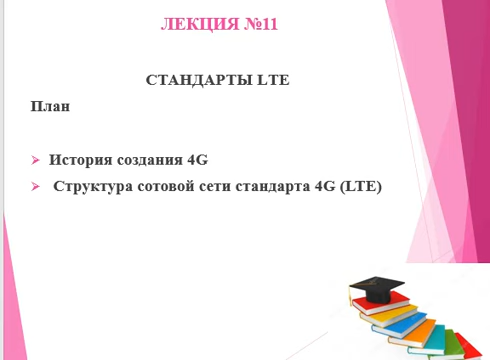 ЛЕКЦИЯ №11
СТАНДАРТЫ LTE
План
История создания 4G
Структура сотовой сети стандарта 4G (LTE)